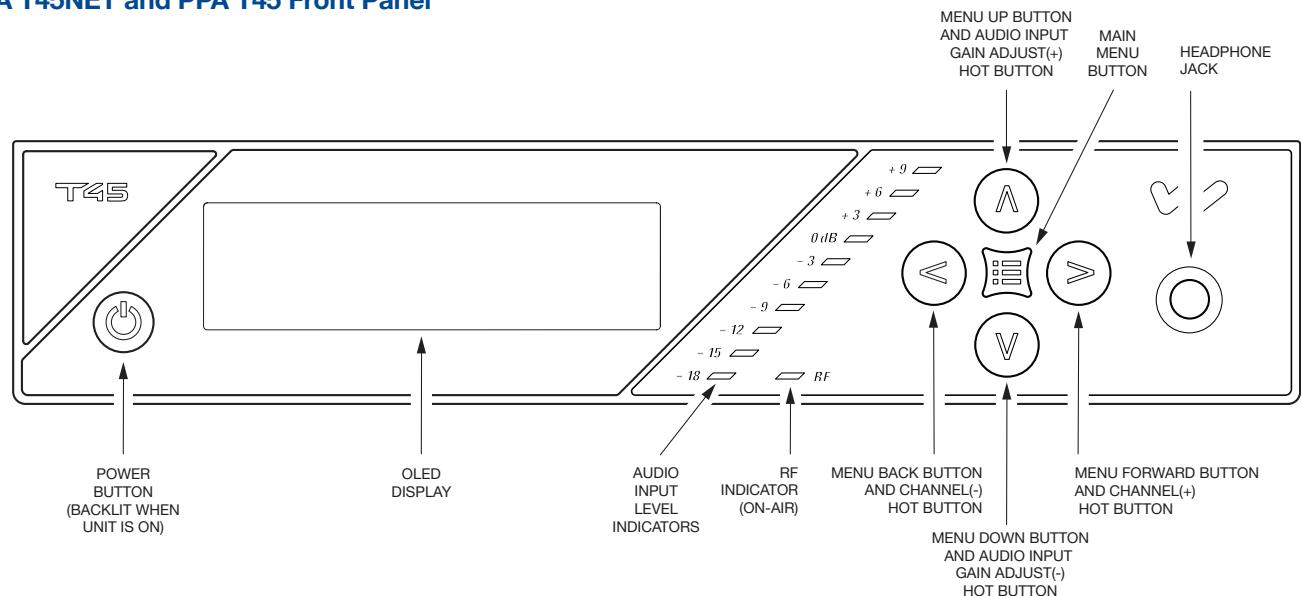 A T45NET and PPA T45 Front Panel
MENU UP BUTTON
AND AUDIO INPUT
GAIN ADJUST(+)
HOT BUTTON
MAIN
MENU
BUTTON
HEADPHONE
JACK
T45
+ 9
+ 6
+ 3
0 dB
- 3
- 6
- 9
- 12
- 15
- 18
RF
POWER
BUTTON
(BACKLIT WHEN
UNIT IS ON)
OLED
DISPLAY
AUDIO
INPUT
LEVEL
INDICATORS
RF
INDICATOR
(ON-AIR)
MENU BACK BUTTON
AND CHANNEL(-)
HOT BUTTON
MENU FORWARD BUTTON
AND CHANNEL(+)
HOT BUTTON
MENU DOWN BUTTON
AND AUDIO INPUT
GAIN ADJUST(-)
HOT BUTTON